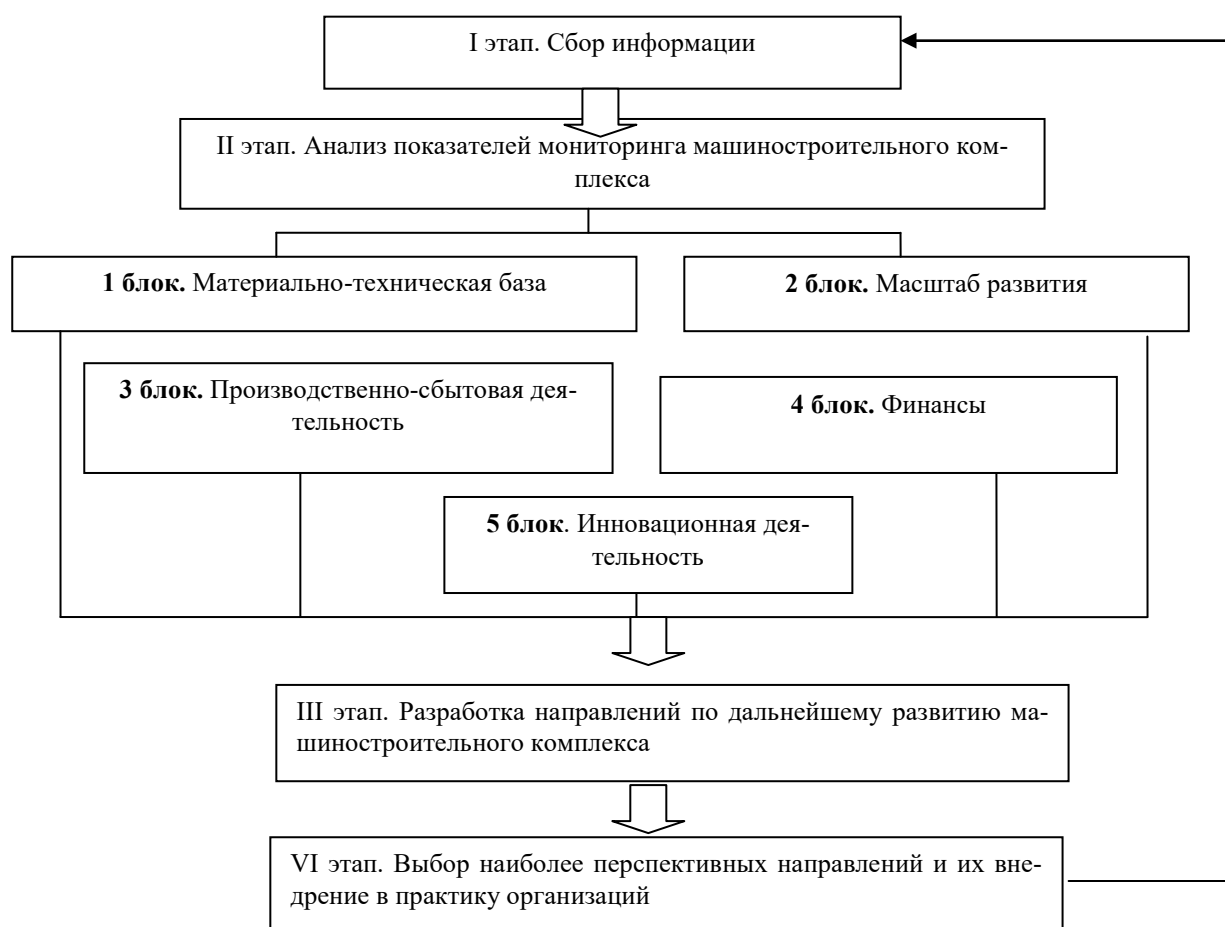 I этап. Сбор информации
II этап. Анализ показателей мониторинга машиностроительного ком-
плекса
1 блок. Материально-техническая база
2 блок. Масштаб развития
3 блок. Производственно-сбытовая дея-
тельность
4 блок. Финансы
5 блок. Инновационная дея-
тельность
III этап. Разработка направлений по дальнейшему развитию ма-
шиностроительного комплекса
VI этап. Выбор наиболее перспективных направлений и их вне-
дрение в практику организаций